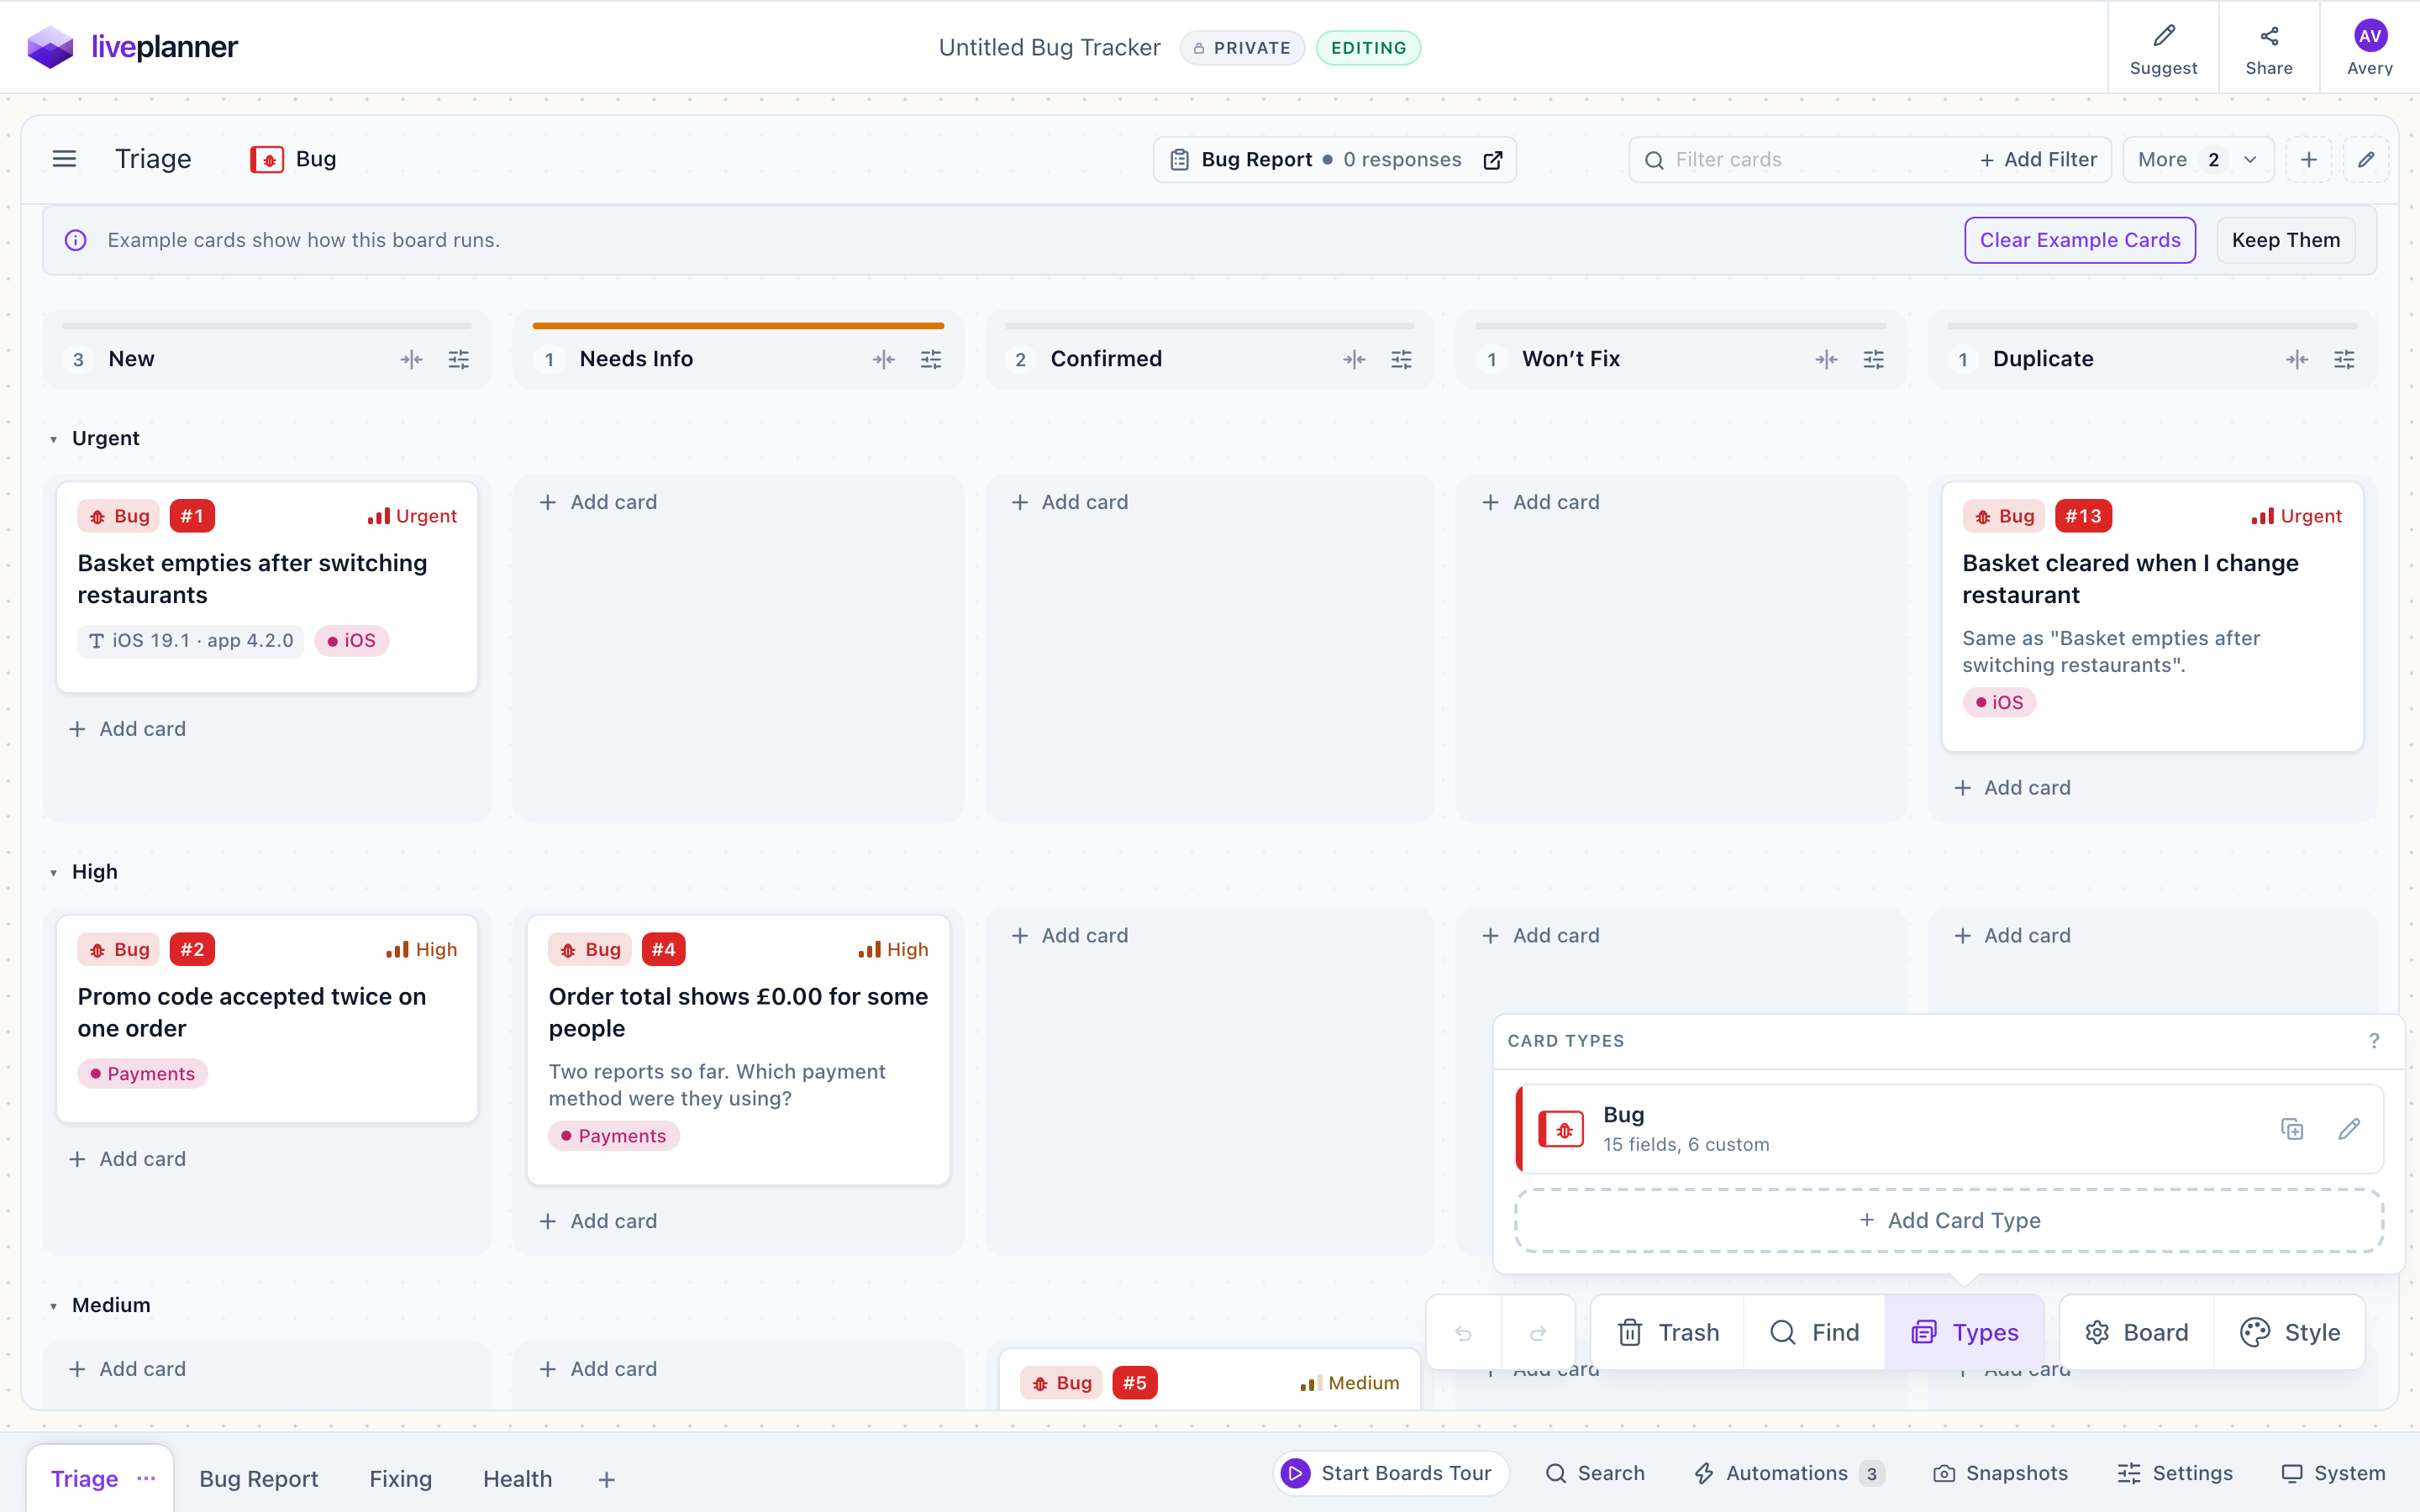 liveplanner
Untitled Bug Tracker
PRIVATE
EDITING
Suggest
Share
AV
Avery
Triage
Bug
Bug Report • 0 responses
Filter cards
+ Add Filter
More 2
Example cards show how this board runs.
Clear Example Cards
Keep Them
3 New
1 Needs Info
2 Confirmed
1 Won’t Fix
1 Duplicate
Urgent
Bug #1 Urgent
Basket empties after switching
restaurants
iOS 19.1 · app 4.2.0
iOS
+ Add card
+ Add card
+ Add card
+ Add card
Bug #13 Urgent
Basket cleared when I change
restaurant
Same as "Basket empties after
switching restaurants".
iOS
+ Add card
High
Bug #2 High
Promo code accepted twice on
one order
Payments
+ Add card
Bug #4 High
Order total shows £0.00 for some
people
Two reports so far. Which payment
method were they using?
Payments
+ Add card
+ Add card
+ Add card
+ Add card
CARD TYPES
?
Bug
15 fields, 6 custom
+ Add Card Type
Medium
+ Add card
+ Add card
Bug #5 Medium
+ Add card
+ Add card
Trash
Find
Types
Board
Style
Triage
Bug Report
Fixing
Health
+
Start Boards Tour
Search
Automations 3
Snapshots
Settings
System